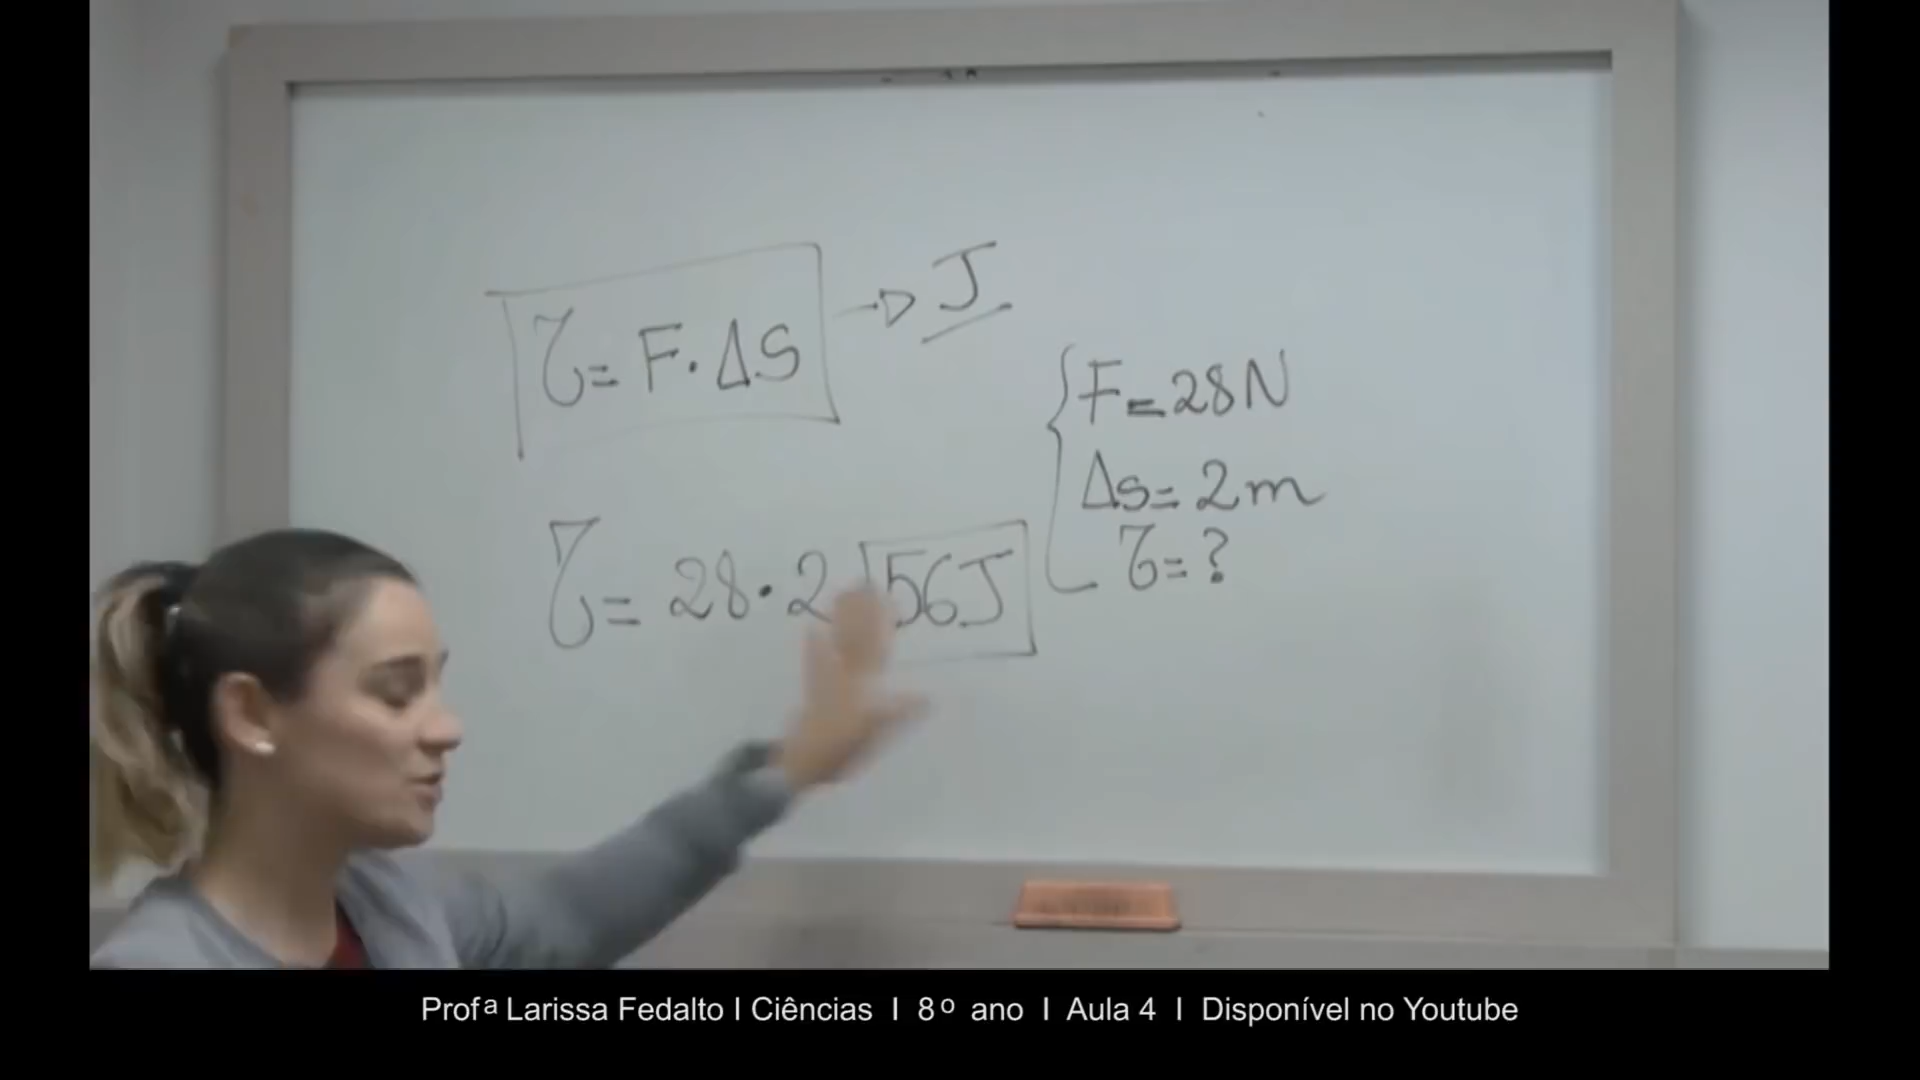 τ = F · ΔS → J
F = 28N
Δs = 2m
τ = ?
τ = 28 · 2 56J
Profª Larissa Fedalto I Ciências I 8º ano I Aula 4 I Disponível no Youtube